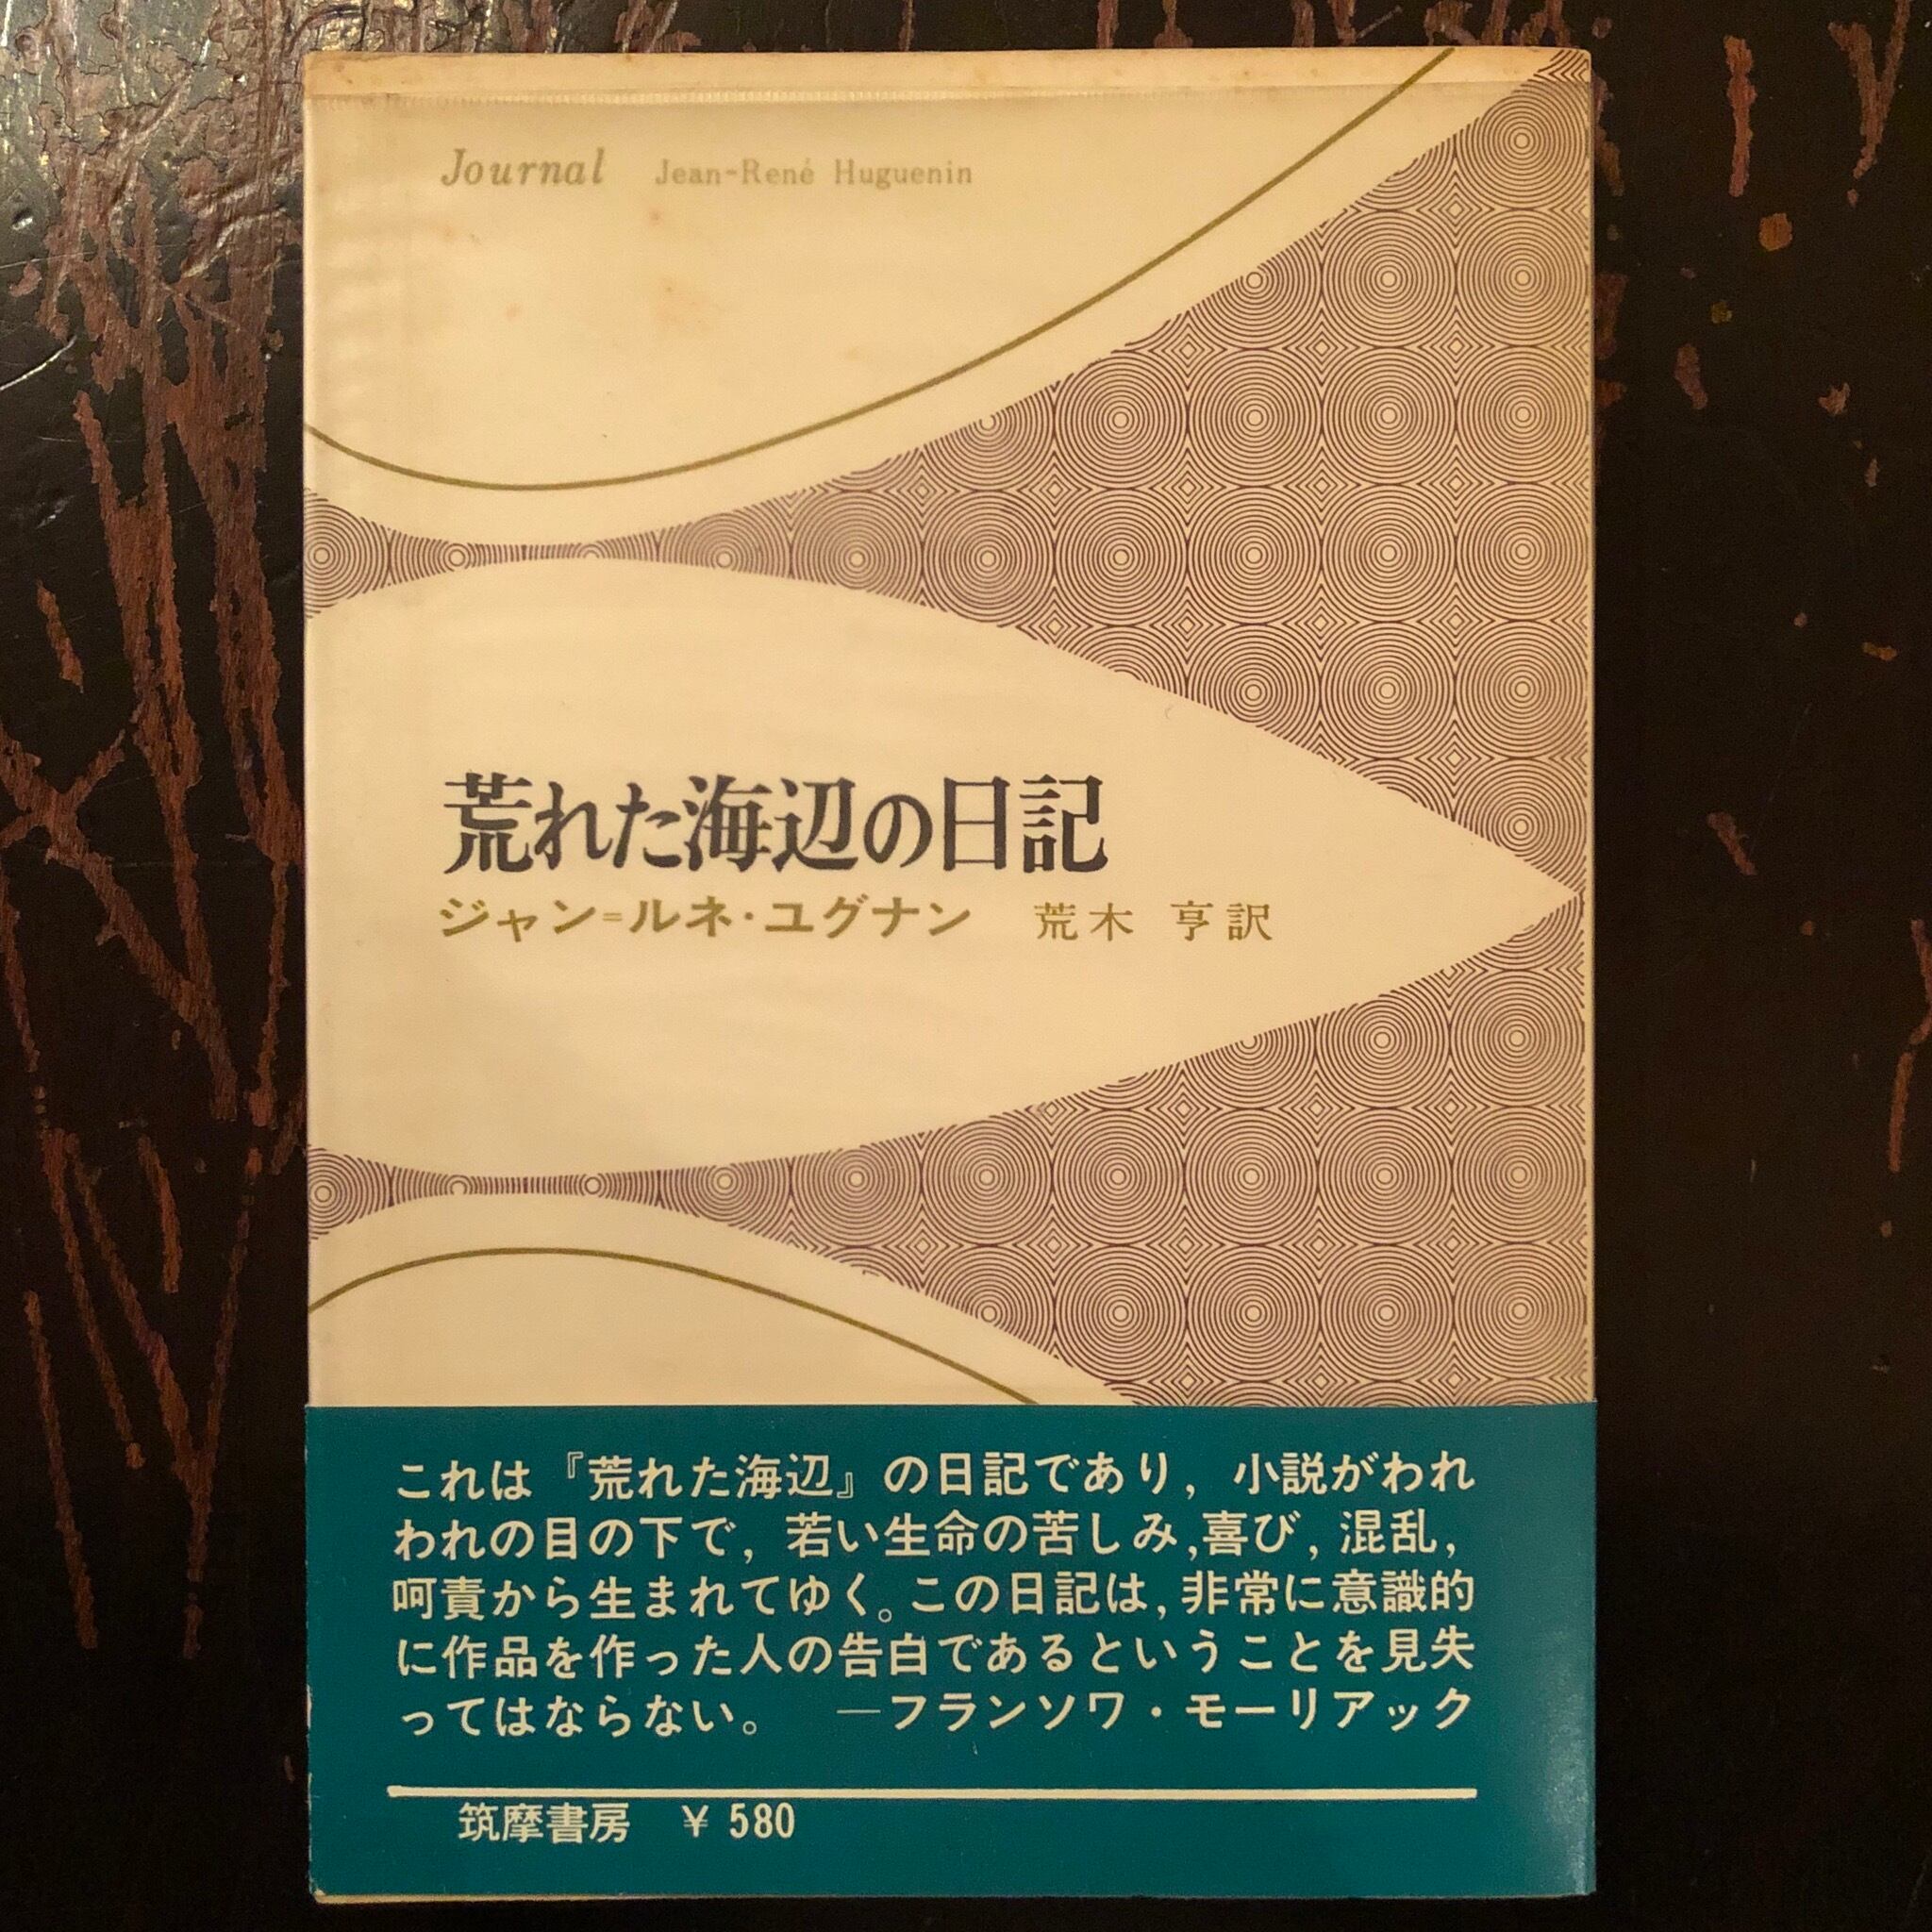 Journal Jean-René Huguenin
荒れた海辺の日記
ジャン=ルネ・ユグナン 荒木 亨訳
これは『荒れた海辺』の日記であり，小説がわれ
われの目の下で，若い生命の苦しみ,喜び，混乱，
呵責から生まれてゆく。この日記は,非常に意識的
に作品を作った人の告白であるということを見失
ってはならない。 ―フランソワ・モーリアック
筑摩書房 ￥580